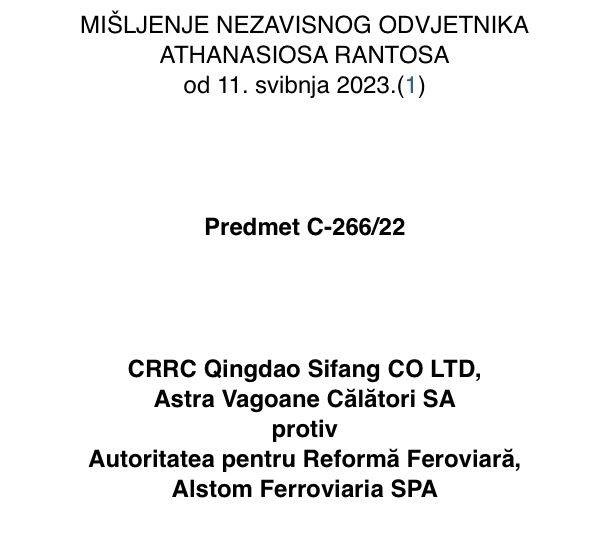 MIŠLJENJE NEZAVISNOG ODVJETNIKA
ATHANASIOSA RANTOSA
od 11. svibnja 2023.(1)
Predmet C-266/22
CRRC Qingdao Sifang CO LTD,
Astra Vagoane Călători SA
protiv
Autoritatea pentru Reformă Feroviară,
Alstom Ferroviaria SPA